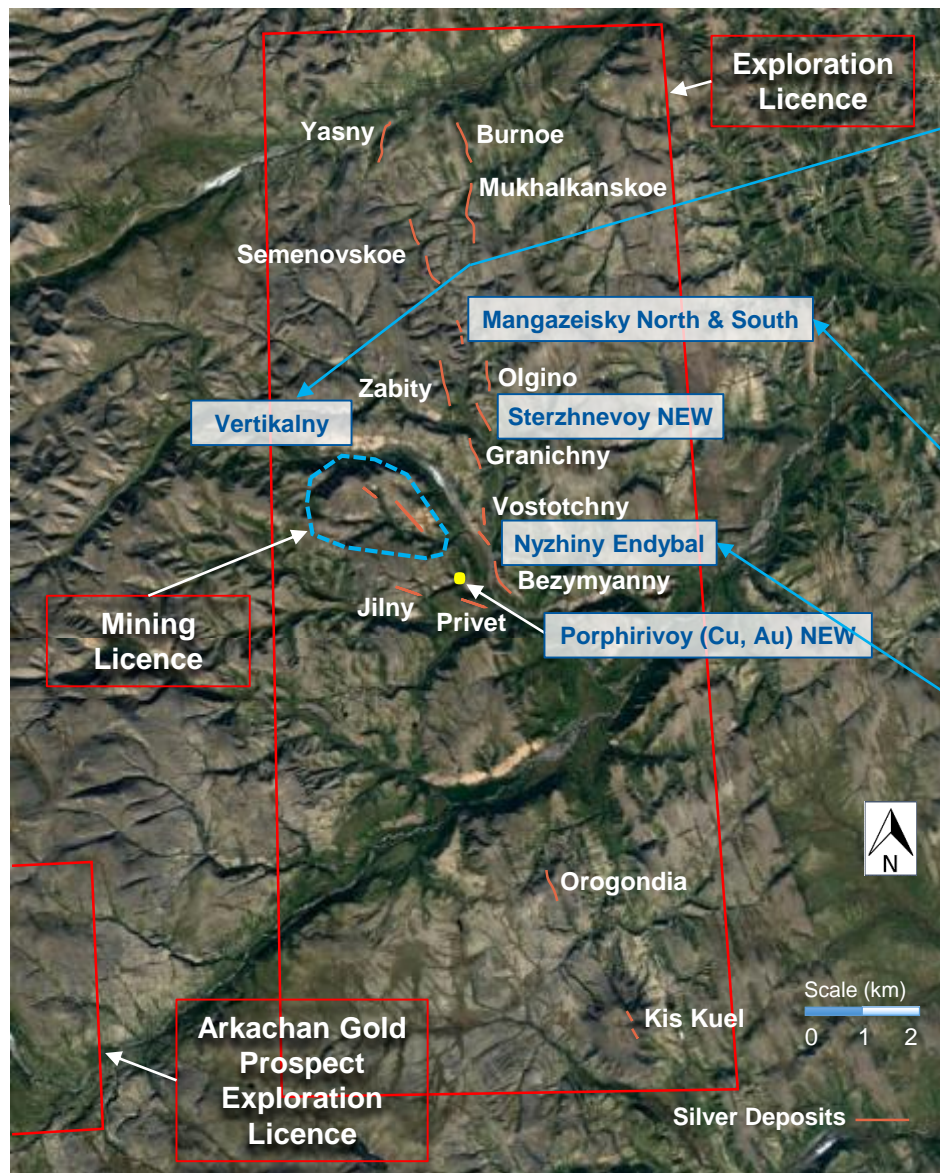 Exploration
Licence
Yasny
Burnoe
Mukhalkanskoe
Semenovskoe
Mangazeisky North & South
Zabity
Olgino
Vertikalny
Sterzhnevoy NEW
Granichny
Vostotchny
Nyzhiny Endybal
Bezymyanny
Jilny
Privet
Mining
Licence
Porphirivoy (Cu, Au) NEW
N
Orogondia
Scale (km)
0 1 2
Kis Kuel
Arkachan Gold
Prospect
Exploration
Licence
Silver Deposits